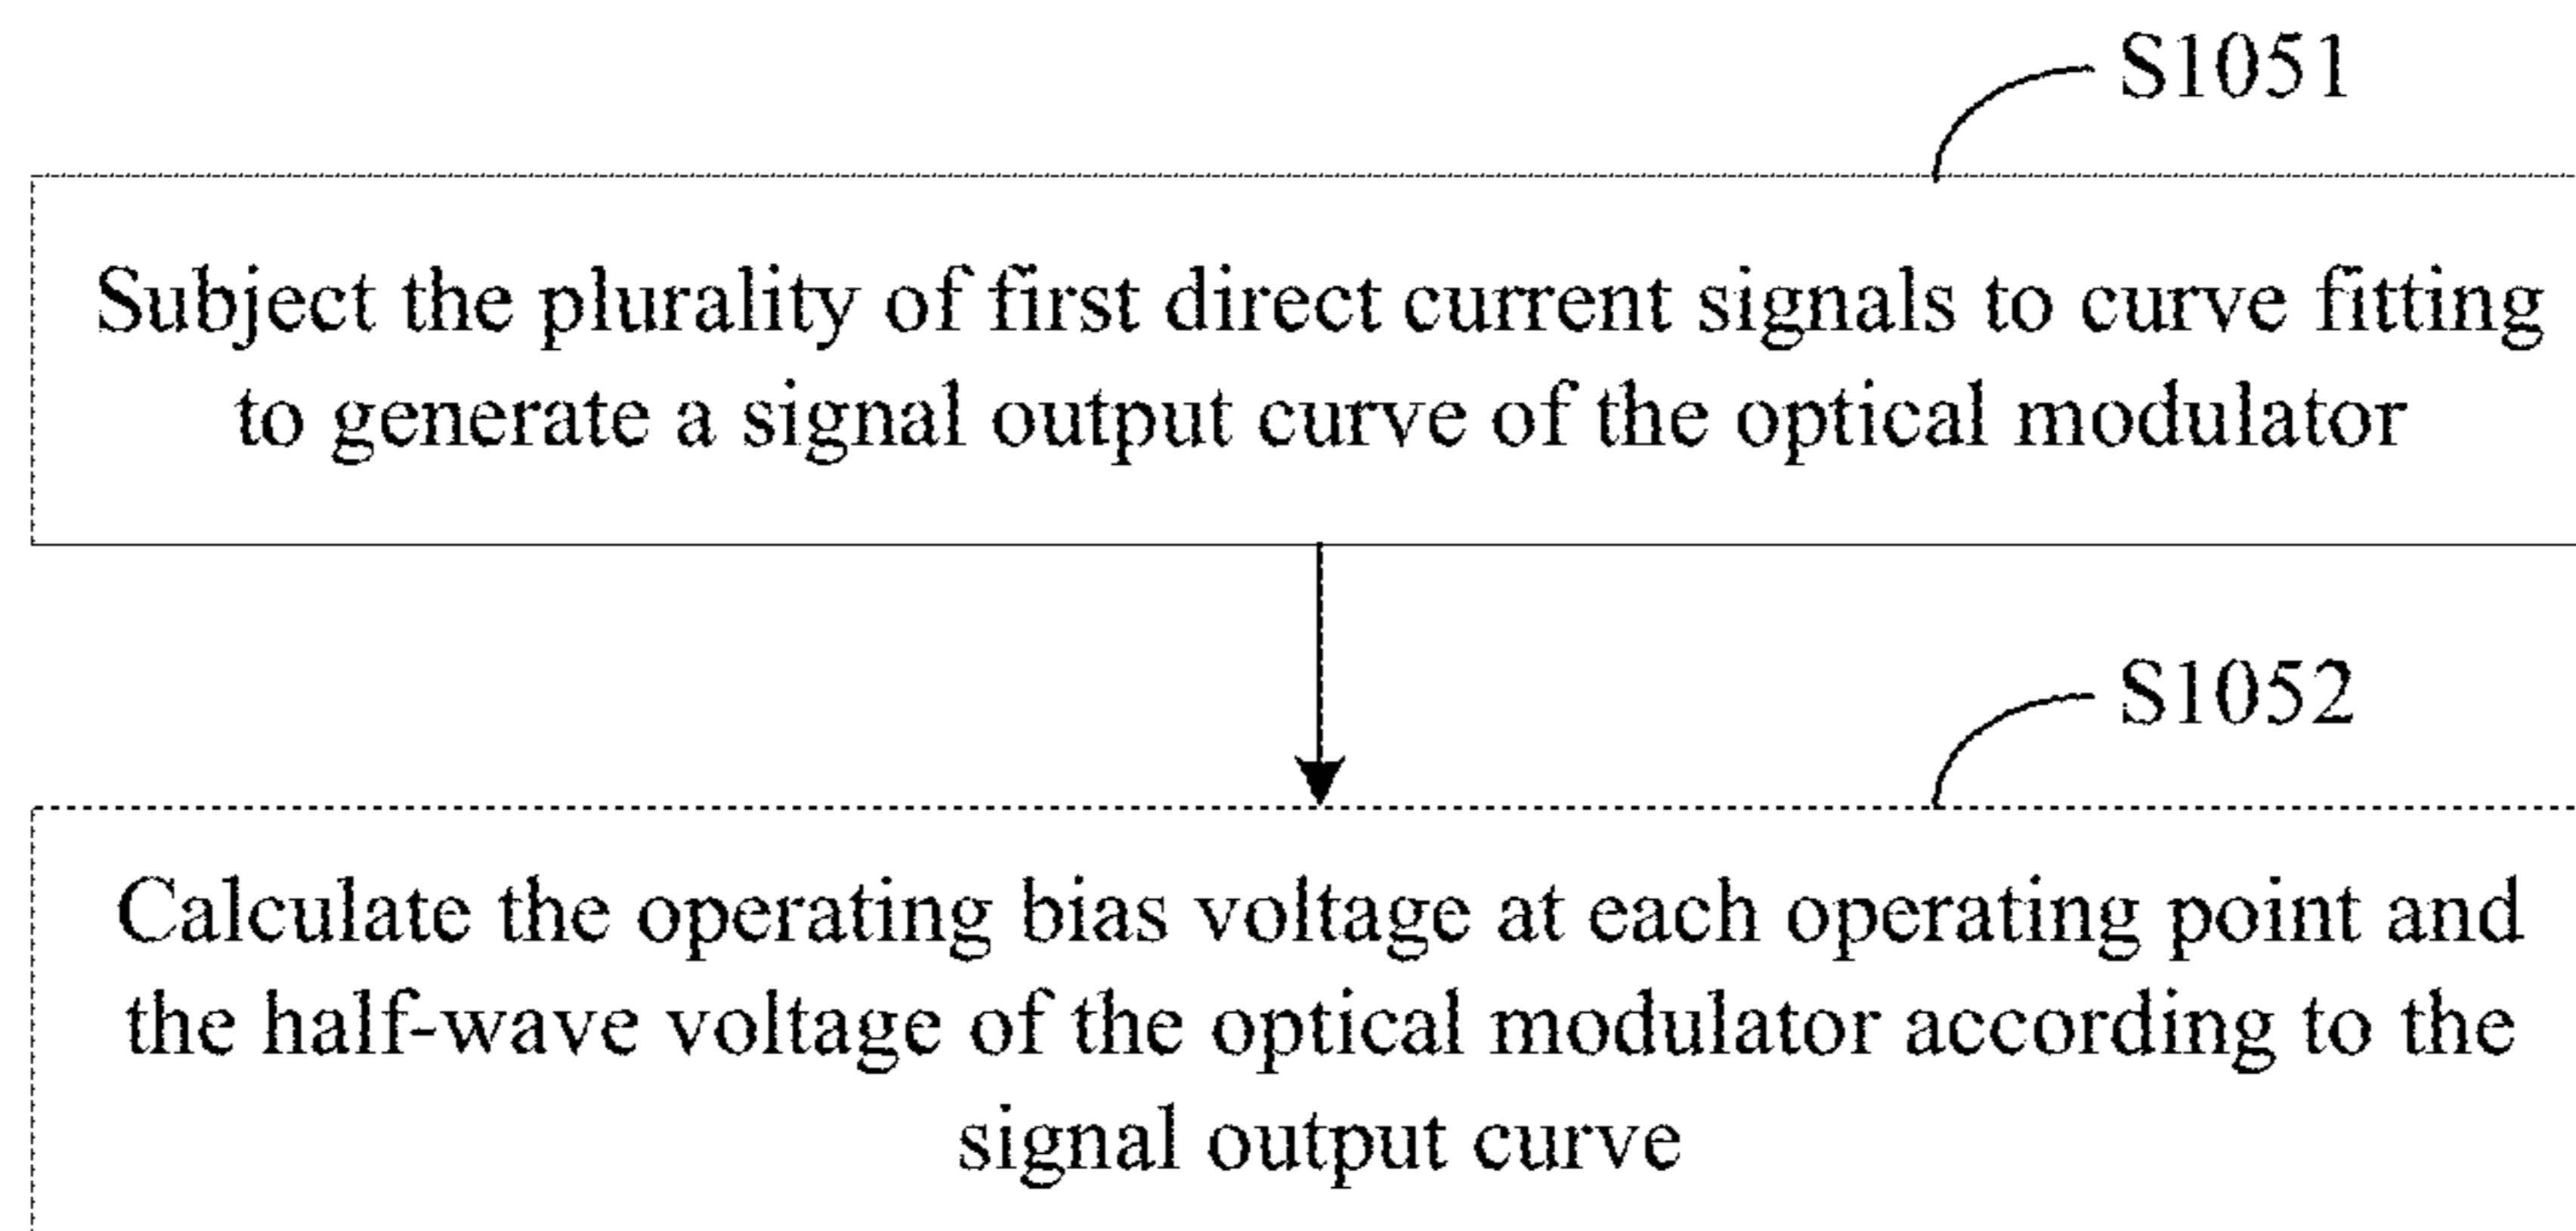 S1051
Subject the plurality of first direct current signals to curve fitting
to generate a signal output curve of the optical modulator
S1052
Calculate the operating bias voltage at each operating point and
the half-wave voltage of the optical modulator according to the
signal output curve